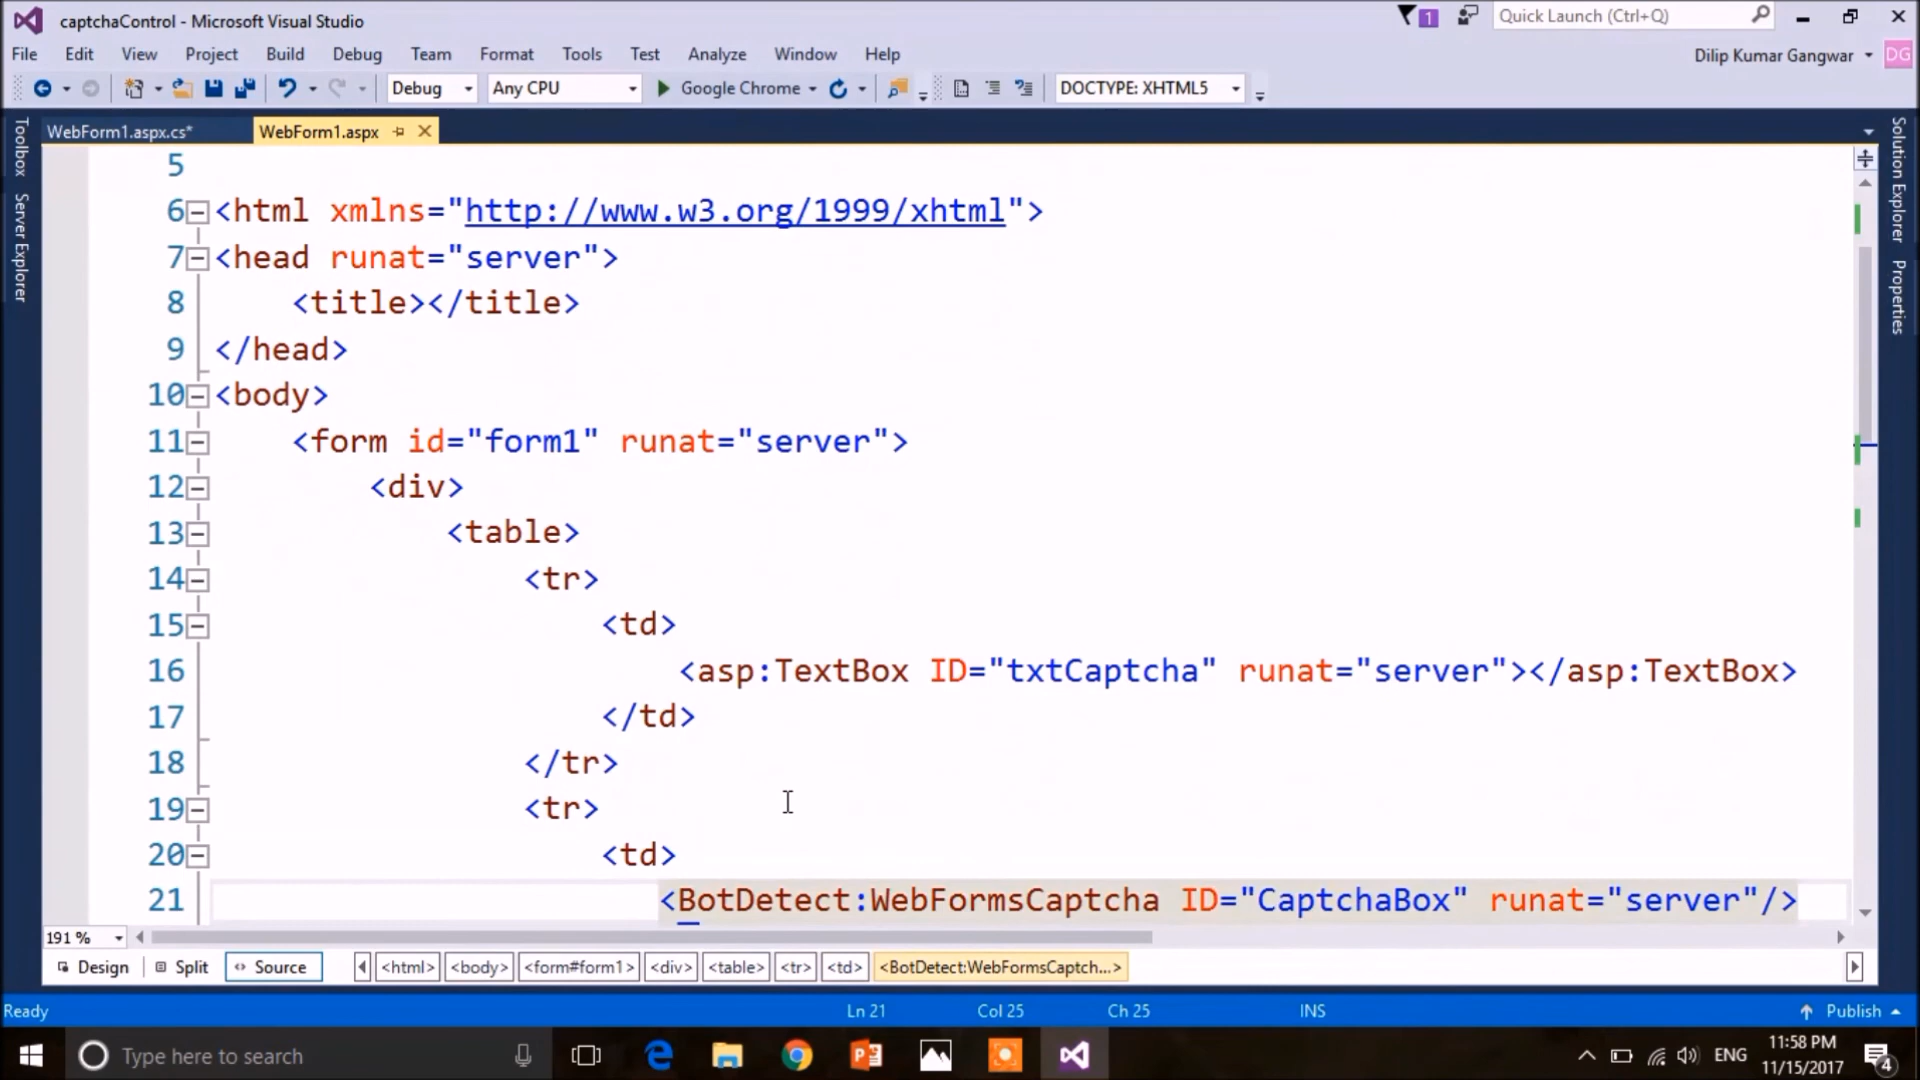 captchaControl - Microsoft Visual Studio
1
Quick Launch (Ctrl+Q)
File Edit View Project Build Debug Team Format Tools Test Analyze Window Help
Dilip Kumar Gangwar
DG
Debug Any CPU Google Chrome DOCTYPE: XHTML5
WebForm1.aspx.cs* WebForm1.aspx
Toolbox
Server Explorer
Solution Explorer
Properties
5
6 <html xmlns="http://www.w3.org/1999/xhtml">
7 <head runat="server">
8 <title></title>
9 </head>
10 <body>
11 <form id="form1" runat="server">
12 <div>
13 <table>
14 <tr>
15 <td>
16 <asp:TextBox ID="txtCaptcha" runat="server"></asp:TextBox>
17 </td>
18 </tr>
19 <tr>
20 <td>
21 <BotDetect:WebFormsCaptcha ID="CaptchaBox" runat="server"/>
191 %
Design Split Source <html> <body> <form#form1> <div> <table> <tr> <td> <BotDetect:WebFormsCaptch...>
Ready Ln 21 Col 25 Ch 25 INS Publish
Type here to search
ENG
11:58 PM
11/15/2017
4